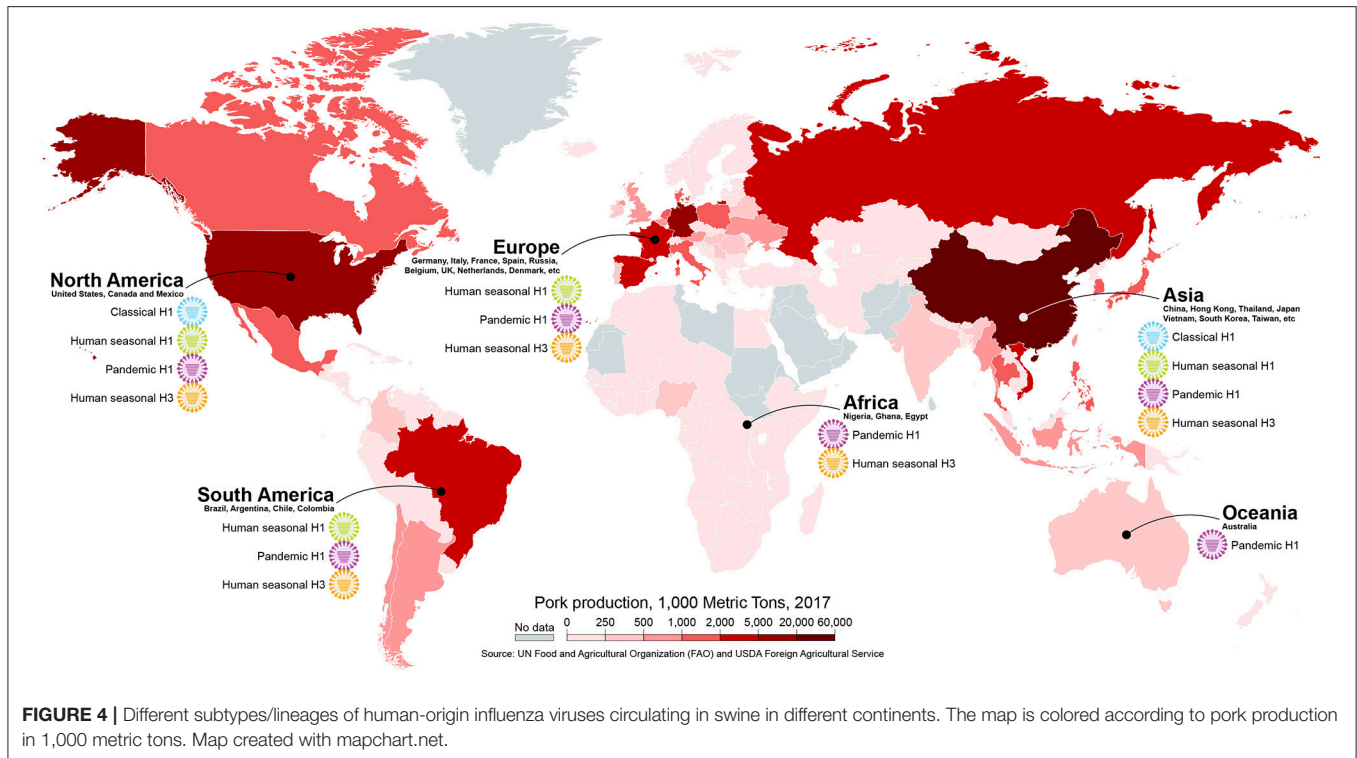 North America
United States, Canada and Mexico
Classical H1
Human seasonal H1
Pandemic H1
Human seasonal H3
Europe
Germany, Italy, France, Spain, Russia,
Belgium, UK, Netherlands, Denmark, etc
Human seasonal H1
Pandemic H1
Human seasonal H3
Asia
China, Hong Kong, Thailand, Japan
Vietnam, South Korea, Taiwan, etc
Classical H1
Human seasonal H1
Pandemic H1
Human seasonal H3
Africa
Nigeria, Ghana, Egypt
Pandemic H1
Human seasonal H3
South America
Brazil, Argentina, Chile, Colombia
Human seasonal H1
Pandemic H1
Human seasonal H3
Oceania
Australia
Pandemic H1
Pork production, 1,000 Metric Tons, 2017
No data 0 250 500 1,000 2,000 5,000 20,000 60,000
Source: UN Food and Agricultural Organization (FAO) and USDA Foreign Agricultural Service
FIGURE 4 | Different subtypes/lineages of human-origin influenza viruses circulating in swine in different continents. The map is colored according to pork production
in 1,000 metric tons. Map created with mapchart.net.